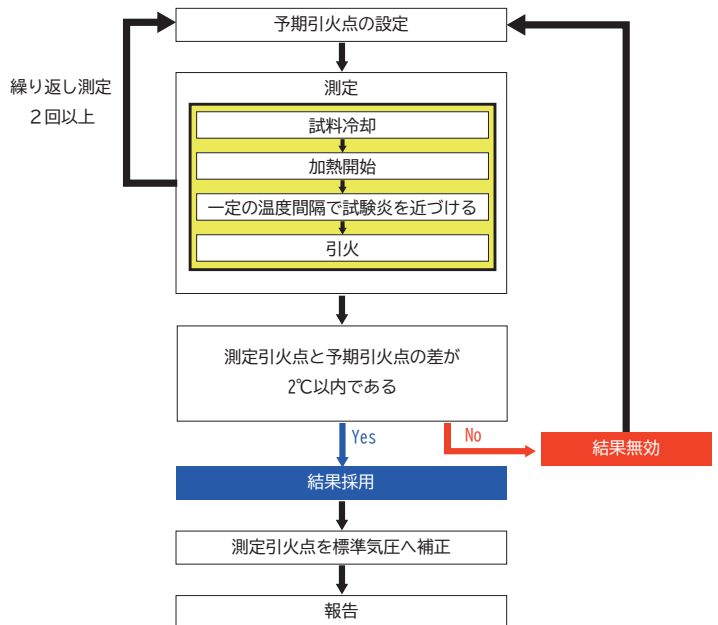 予期引火点の設定
繰り返し測定
２回以上
測定
試料冷却
加熱開始
一定の温度間隔で試験炎を近づける
引火
測定引火点と予期引火点の差が
2℃以内である
Yes
No
結果無効
結果採用
測定引火点を標準気圧へ補正
報告